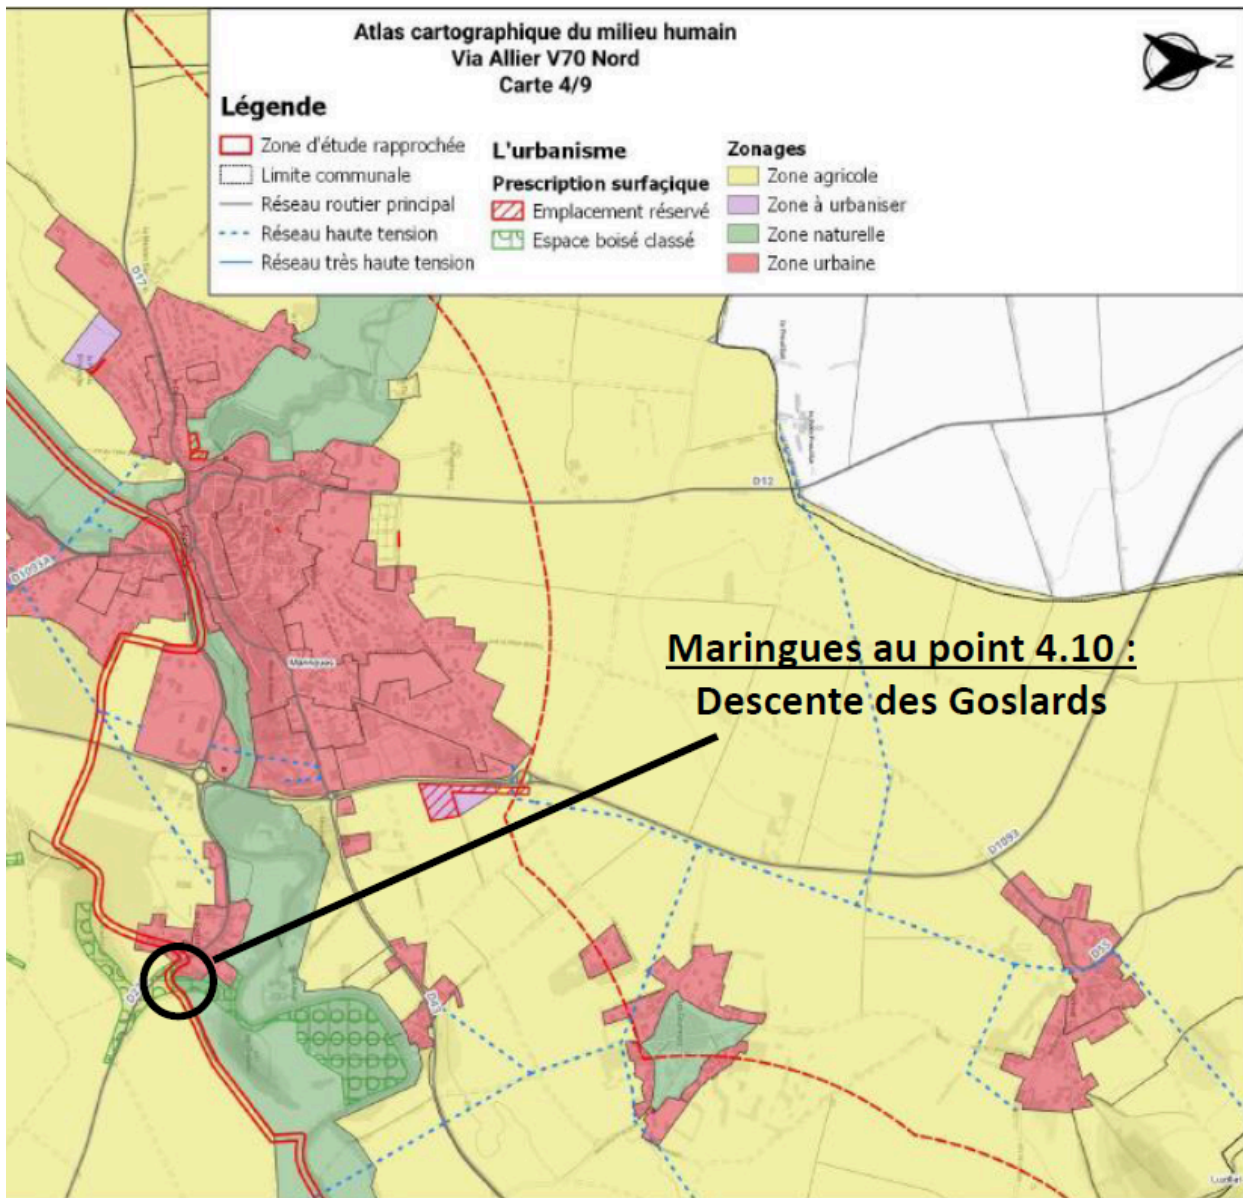 Atlas cartographique du milieu humain
Via Allier V70 Nord
Carte 4/9
N
Légende
Zone d'étude rapprochée
Limite communale
Réseau routier principal
Réseau haute tension
Réseau très haute tension
L'urbanisme
Prescription surfaçique
Emplacement réservé
Espace boisé classé
Zonages
Zone agricole
Zone à urbaniser
Zone naturelle
Zone urbaine
D17
D12
D1093A
Maringues
Maringues au point 4.10 :
Descente des Goslards
D1093
D55
D43